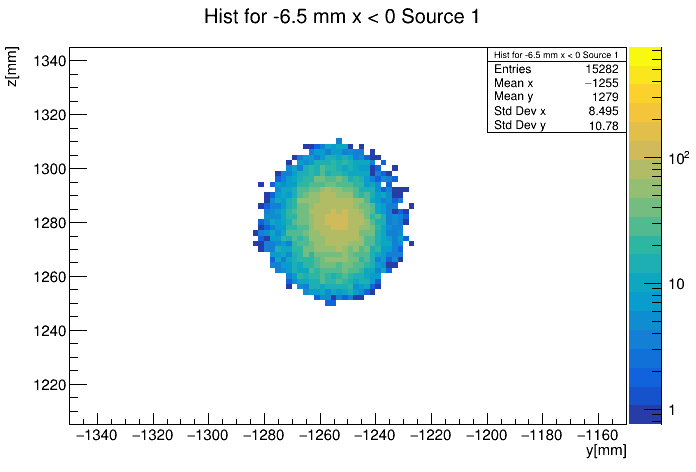 Hist for -6.5 mm x < 0 Source 1
z[mm]
Hist for -6.5 mm x < 0 Source 1
Entries 15282
Mean x −1255
Mean y 1279
Std Dev x 8.495
Std Dev y 10.78
1340
1320
1300
1280
1260
1240
1220
10²
10
1
−1340 −1320 −1300 −1280 −1260 −1240 −1220 −1200 −1180 −1160
y[mm]